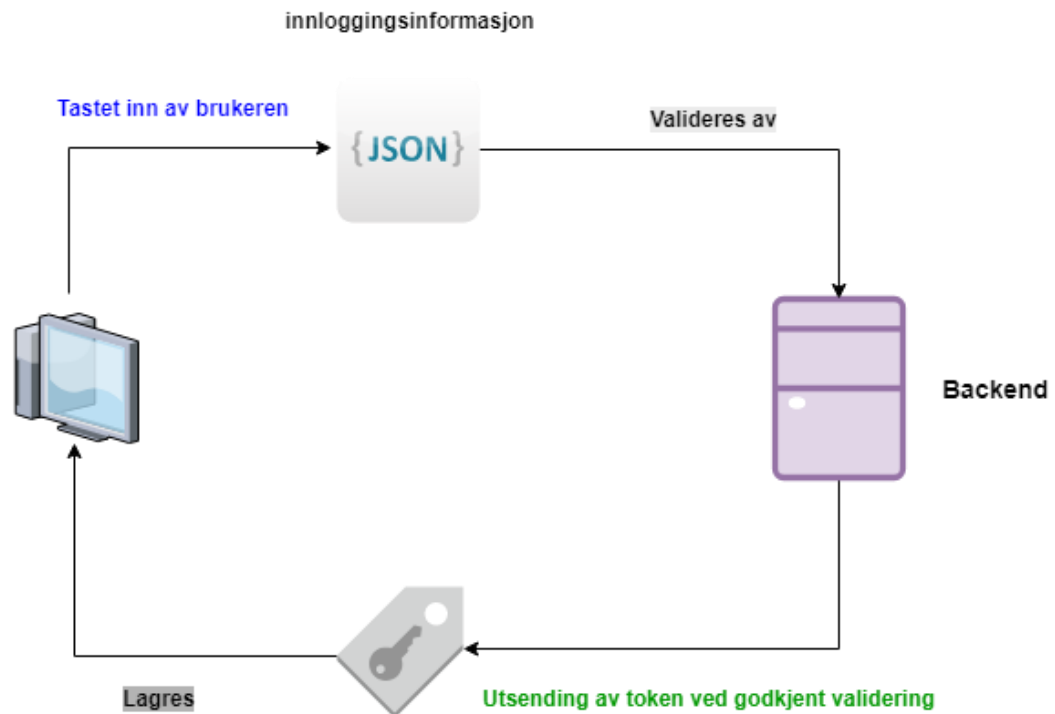 innloggingsinformasjon
Tastet inn av brukeren
Valideres av
{JSON}
Backend
Lagres
Utsending av token ved godkjent validering